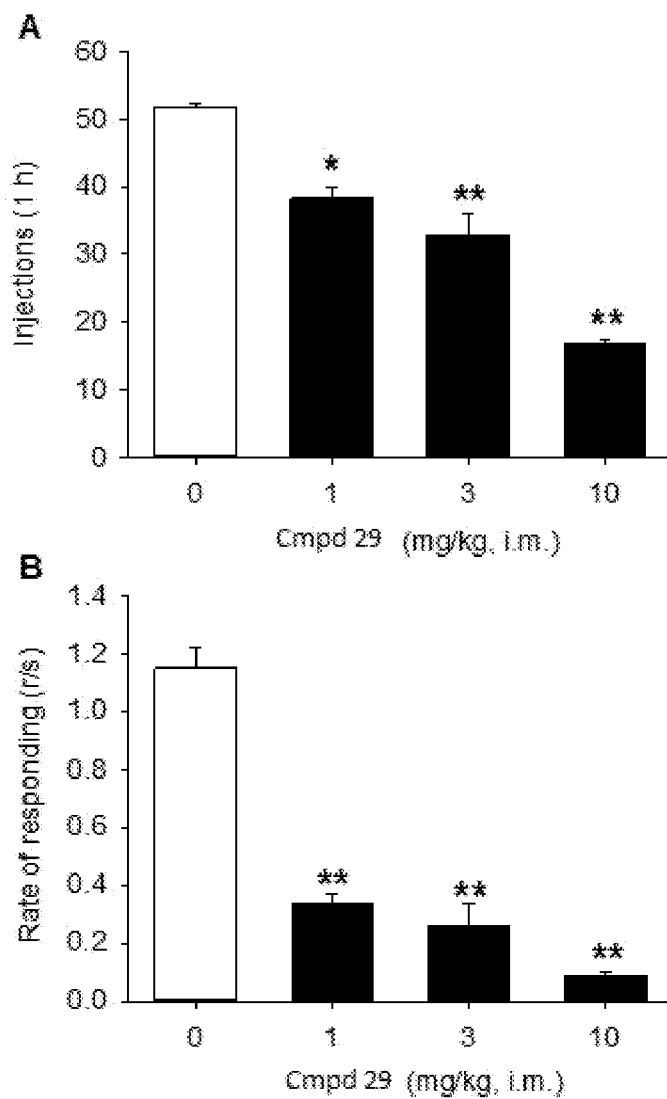 A
Injections (1 h)
60
50
40
30
20
10
0
*
**
**
0 1 3 10
Cmpd 29 (mg/kg, i.m.)
B
Rate of responding (r/s)
1.4
1.2
1.0
0.8
0.6
0.4
0.2
0.0
**
**
**
0 1 3 10
Cmpd 29 (mg/kg, i.m.)